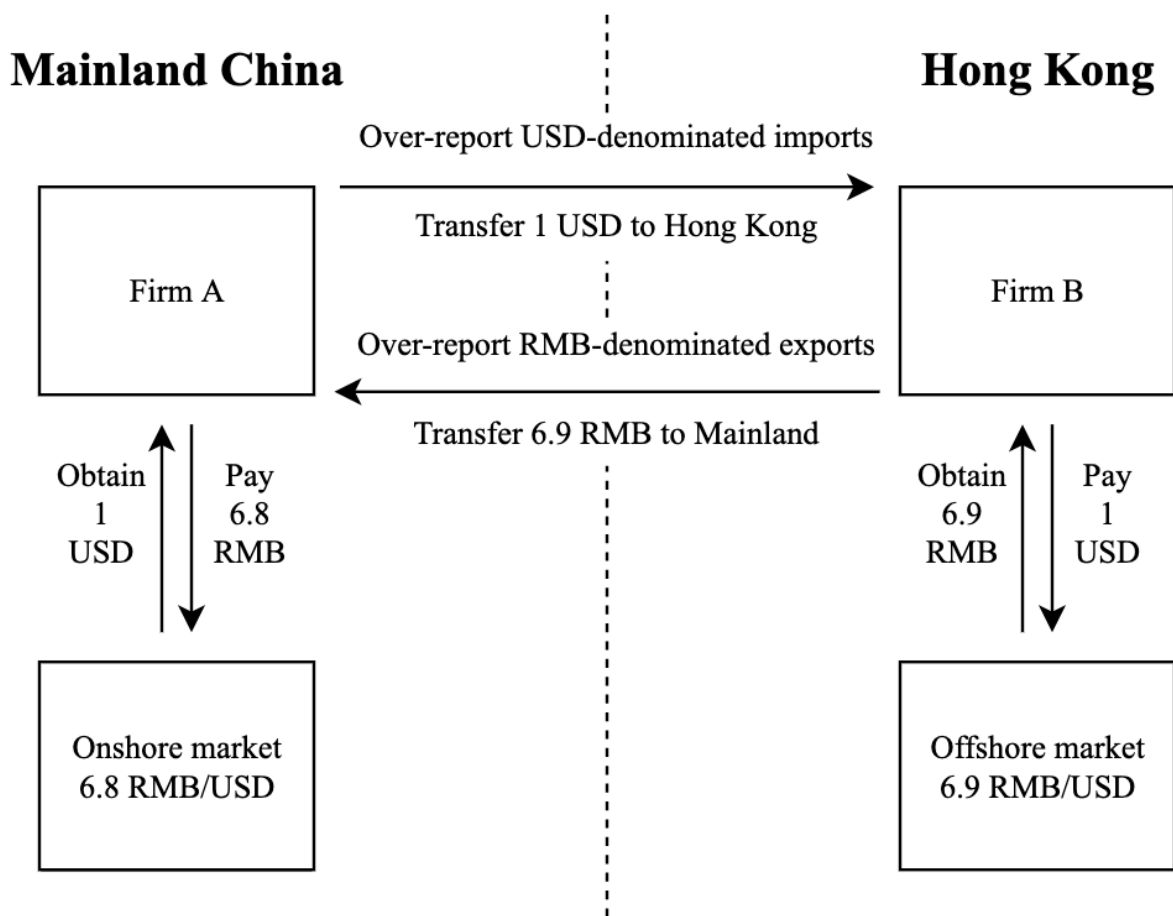 Mainland China
Hong Kong
Over-report USD-denominated imports
Transfer 1 USD to Hong Kong
Firm A
Firm B
Over-report RMB-denominated exports
Transfer 6.9 RMB to Mainland
Obtain
1
USD
Pay
6.8
RMB
Obtain
6.9
RMB
Pay
1
USD
Onshore market
6.8 RMB/USD
Offshore market
6.9 RMB/USD